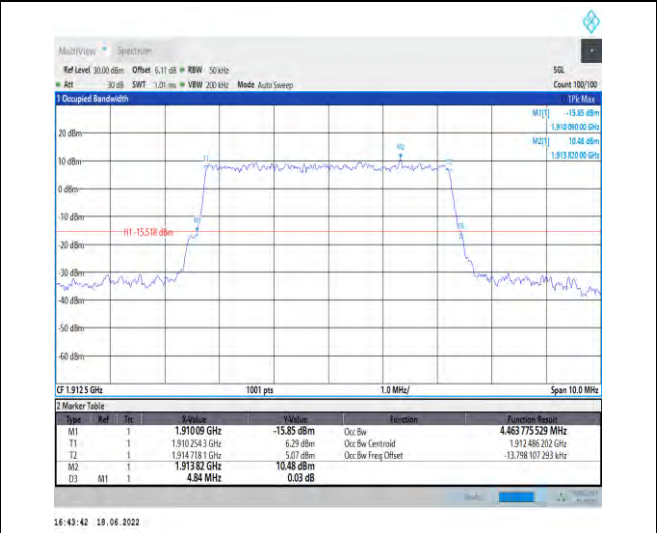 MultiView Spectrum
Ref Level 30.00 dBm Offset 6.11 dB RBW 50 kHz SGL
Att 30 dB SWT 1.01 ms VBW 200 kHz Mode Auto Sweep Count 100/100
1 Occupied Bandwidth 1Pk Max
M1[1] -15.85 dBm
1.910 090 00 GHz
M2[1] 10.48 dBm
1.913 820 00 GHz
20 dBm
M2
T1
10 dBm
0 dBm
-10 dBm
H1 -15.518 dBm
-20 dBm
-30 dBm
-40 dBm
-50 dBm
-60 dBm
CF 1.912 5 GHz 1001 pts 1.0 MHz/ Span 10.0 MHz
2 Marker Table
Type Ref Trc X-Value Y-Value Function Function Result
M1 1 1.910 09 GHz -15.85 dBm Occ Bw 4.463 775 529 MHz
T1 1 1.910 254 3 GHz 6.29 dBm Occ Bw Centroid 1.912 486 202 GHz
T2 1 1.914 718 1 GHz 5.07 dBm Occ Bw Freq Offset -13.798 107 293 kHz
M2 1 1.913 82 GHz 10.48 dBm
D3 M1 1 4.84 MHz 0.03 dB
16:43:42 18.06.2022